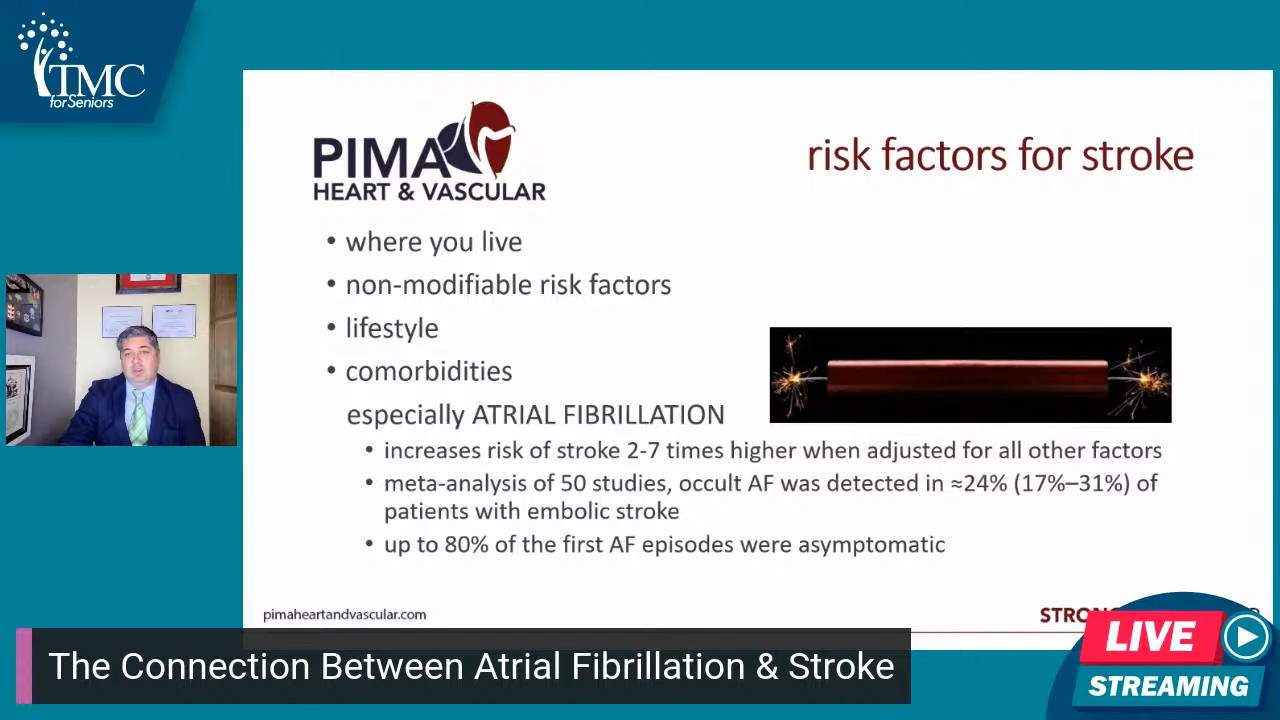 TMC
for Seniors
PIMA
HEART & VASCULAR
risk factors for stroke
• where you live
• non-modifiable risk factors
• lifestyle
• comorbidities
especially ATRIAL FIBRILLATION
• increases risk of stroke 2-7 times higher when adjusted for all other factors
• meta-analysis of 50 studies, occult AF was detected in ≈24% (17%–31%) of
patients with embolic stroke
• up to 80% of the first AF episodes were asymptomatic
pimaheartandvascular.com
The Connection Between Atrial Fibrillation & Stroke
LIVE
STREAMING